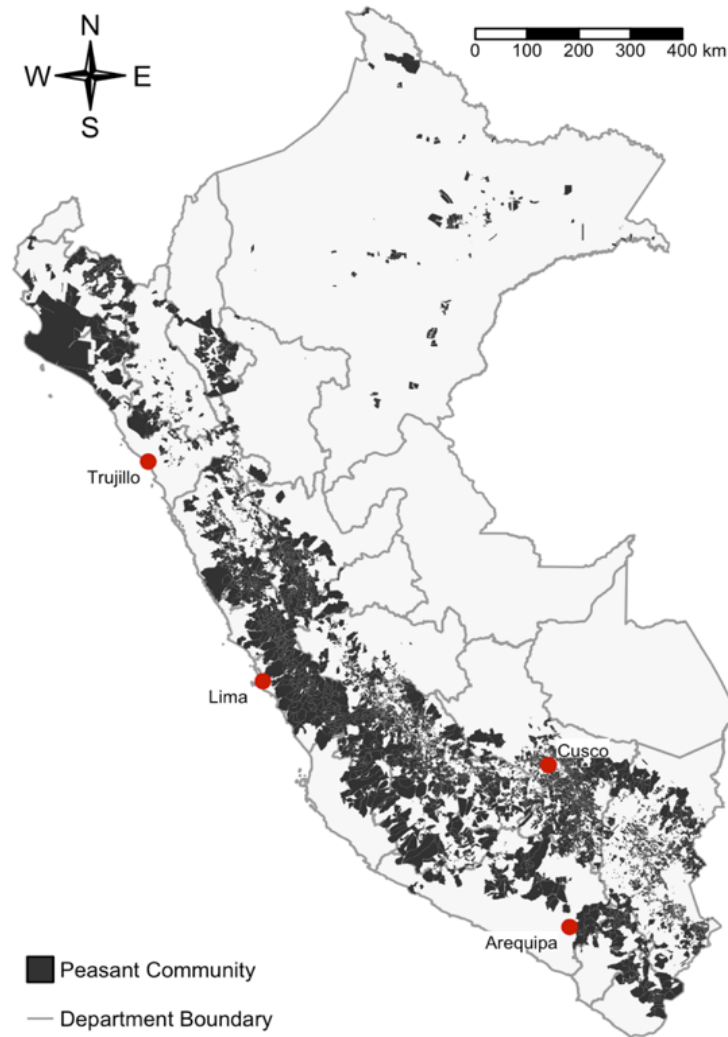 N
W E
S
0 100 200 300 400 km
Trujillo
Lima
Cusco
Arequipa
Peasant Community
Department Boundary